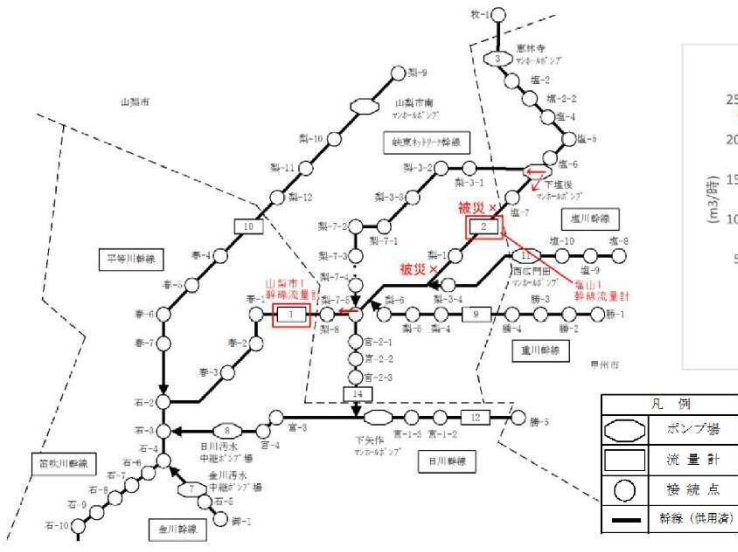 牧-1
恵林寺
マンホールポンプ
3
塩-2
塩-2-2
塩-4
塩-5
塩-6
下塩後
マンホールポンプ
塩-7
塩川幹線
梨-9
山梨市
山梨市南
マンホールポンプ
梨-10
峡東ネットワーク幹線
梨-11
梨-3-2
梨-3-1
梨-12
梨-3-3
被災×
2
10
梨-7-2
梨-7-1
平等川幹線
春-4
梨-7-3
梨-1
11
塩-10
塩-8
被災×
西広門田
マンホールポンプ
塩-9
塩山1
幹線流量計
春-5
梨-7-4
山梨市1
幹線流量計
梨-7-5
梨-3-4
春-1
梨-6
勝-3
勝-1
春-6
1
梨-8
梨-5
梨-4
9
勝-4
勝-2
春-7
春-2
宮-2-1
重川幹線
甲州市
宮-2-2
春-3
宮-2-3
石-2
14
石-3
8
宮-3
12
勝-5
日川汚水
中継ポンプ場
宮-4
下矢作
マンホールポンプ
宮-1-3
宮-1-2
石-4
笛吹川幹線
石-6
日川幹線
石-7
金川汚水
中継ポンプ場
石-8
7
石-5
石-9
石-10
金川幹線
御-1
凡 例
ポンプ場
流 量 計
接 続 点
幹線（供用済）
(m3/時)
25
20
15
10
5